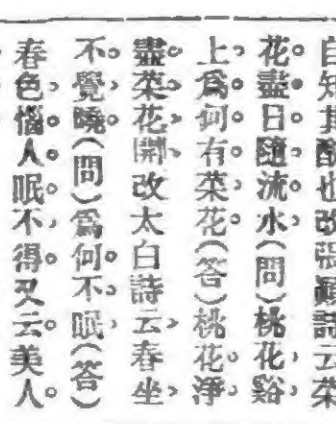 自知其醜也改張顚詩云菜
花盡日隨流水（問）桃花谿
上爲何有菜花（答）桃花淨
盡菜花開改太白詩云春坐
不覺曉（問）爲何不眠（答）
春色惱人眠不得又云美人